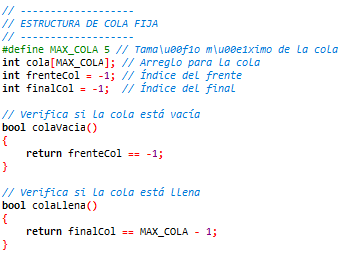 // -------------------
// ESTRUCTURA DE COLA FIJA
// -------------------
#define MAX_COLA 5 // Tama\u00f1o m\u00e1ximo de la cola
int cola[MAX_COLA]; // Arreglo para la cola
int frenteCol = -1; // Índice del frente
int finalCol = -1;  // Índice del final

// Verifica si la cola está vacía
bool colaVacia()
{
    return frenteCol == -1;
}

// Verifica si la cola está llena
bool colaLlena()
{
    return finalCol == MAX_COLA - 1;
}